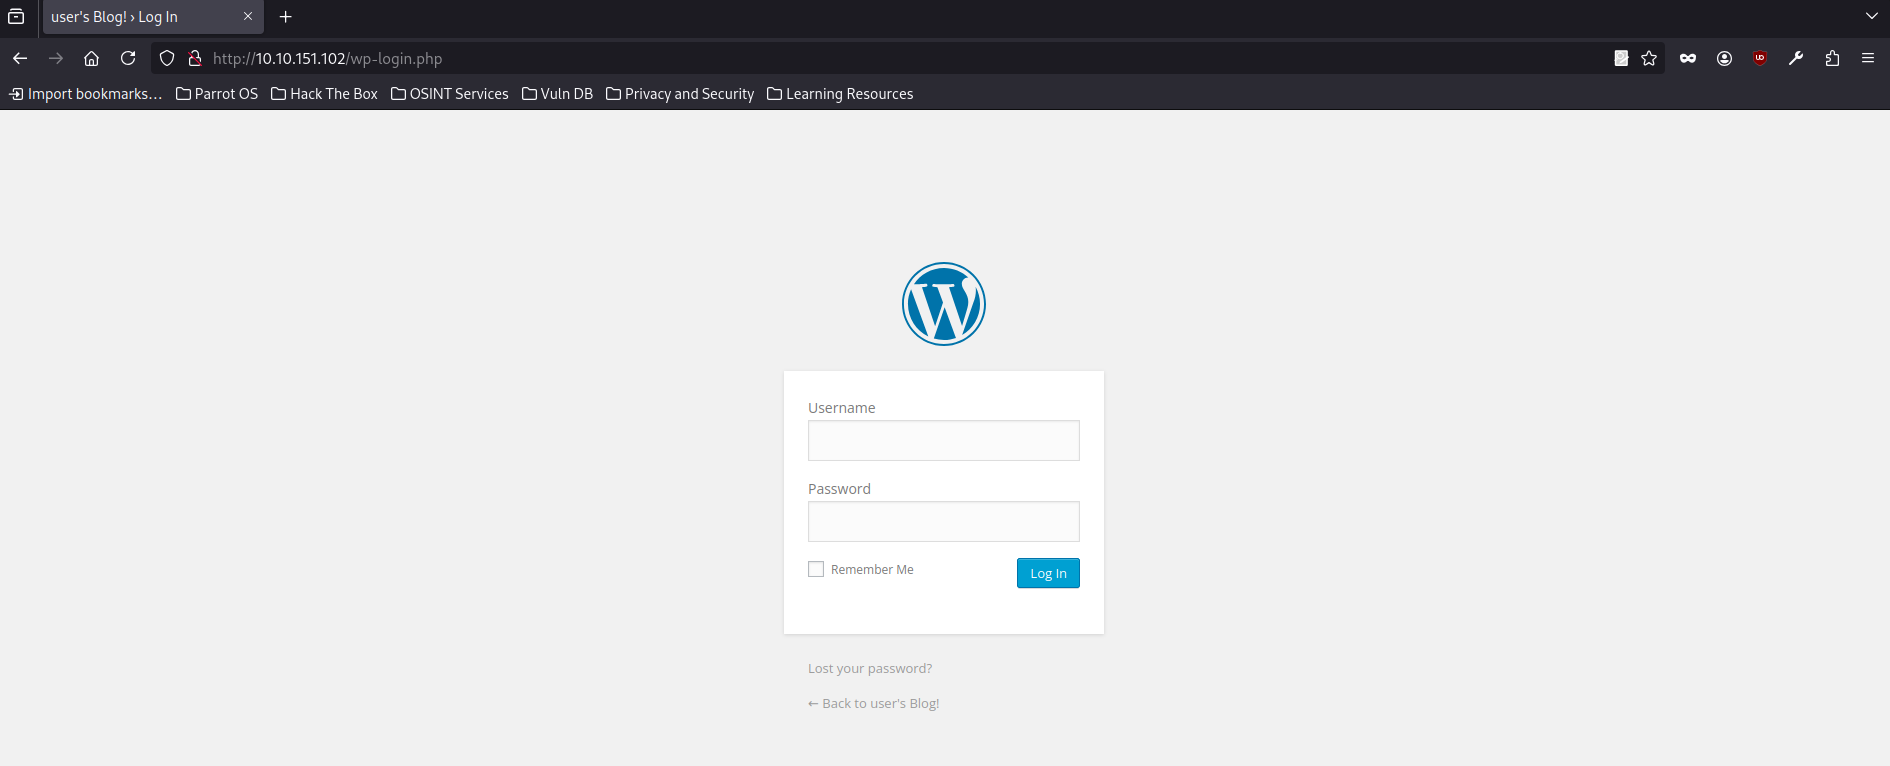 user's Blog! › Log In
http://10.10.151.102/wp-login.php
Import bookmarks... Parrot OS Hack The Box OSINT Services Vuln DB Privacy and Security Learning Resources
Username
Password
Remember Me Log In
Lost your password?
← Back to user's Blog!